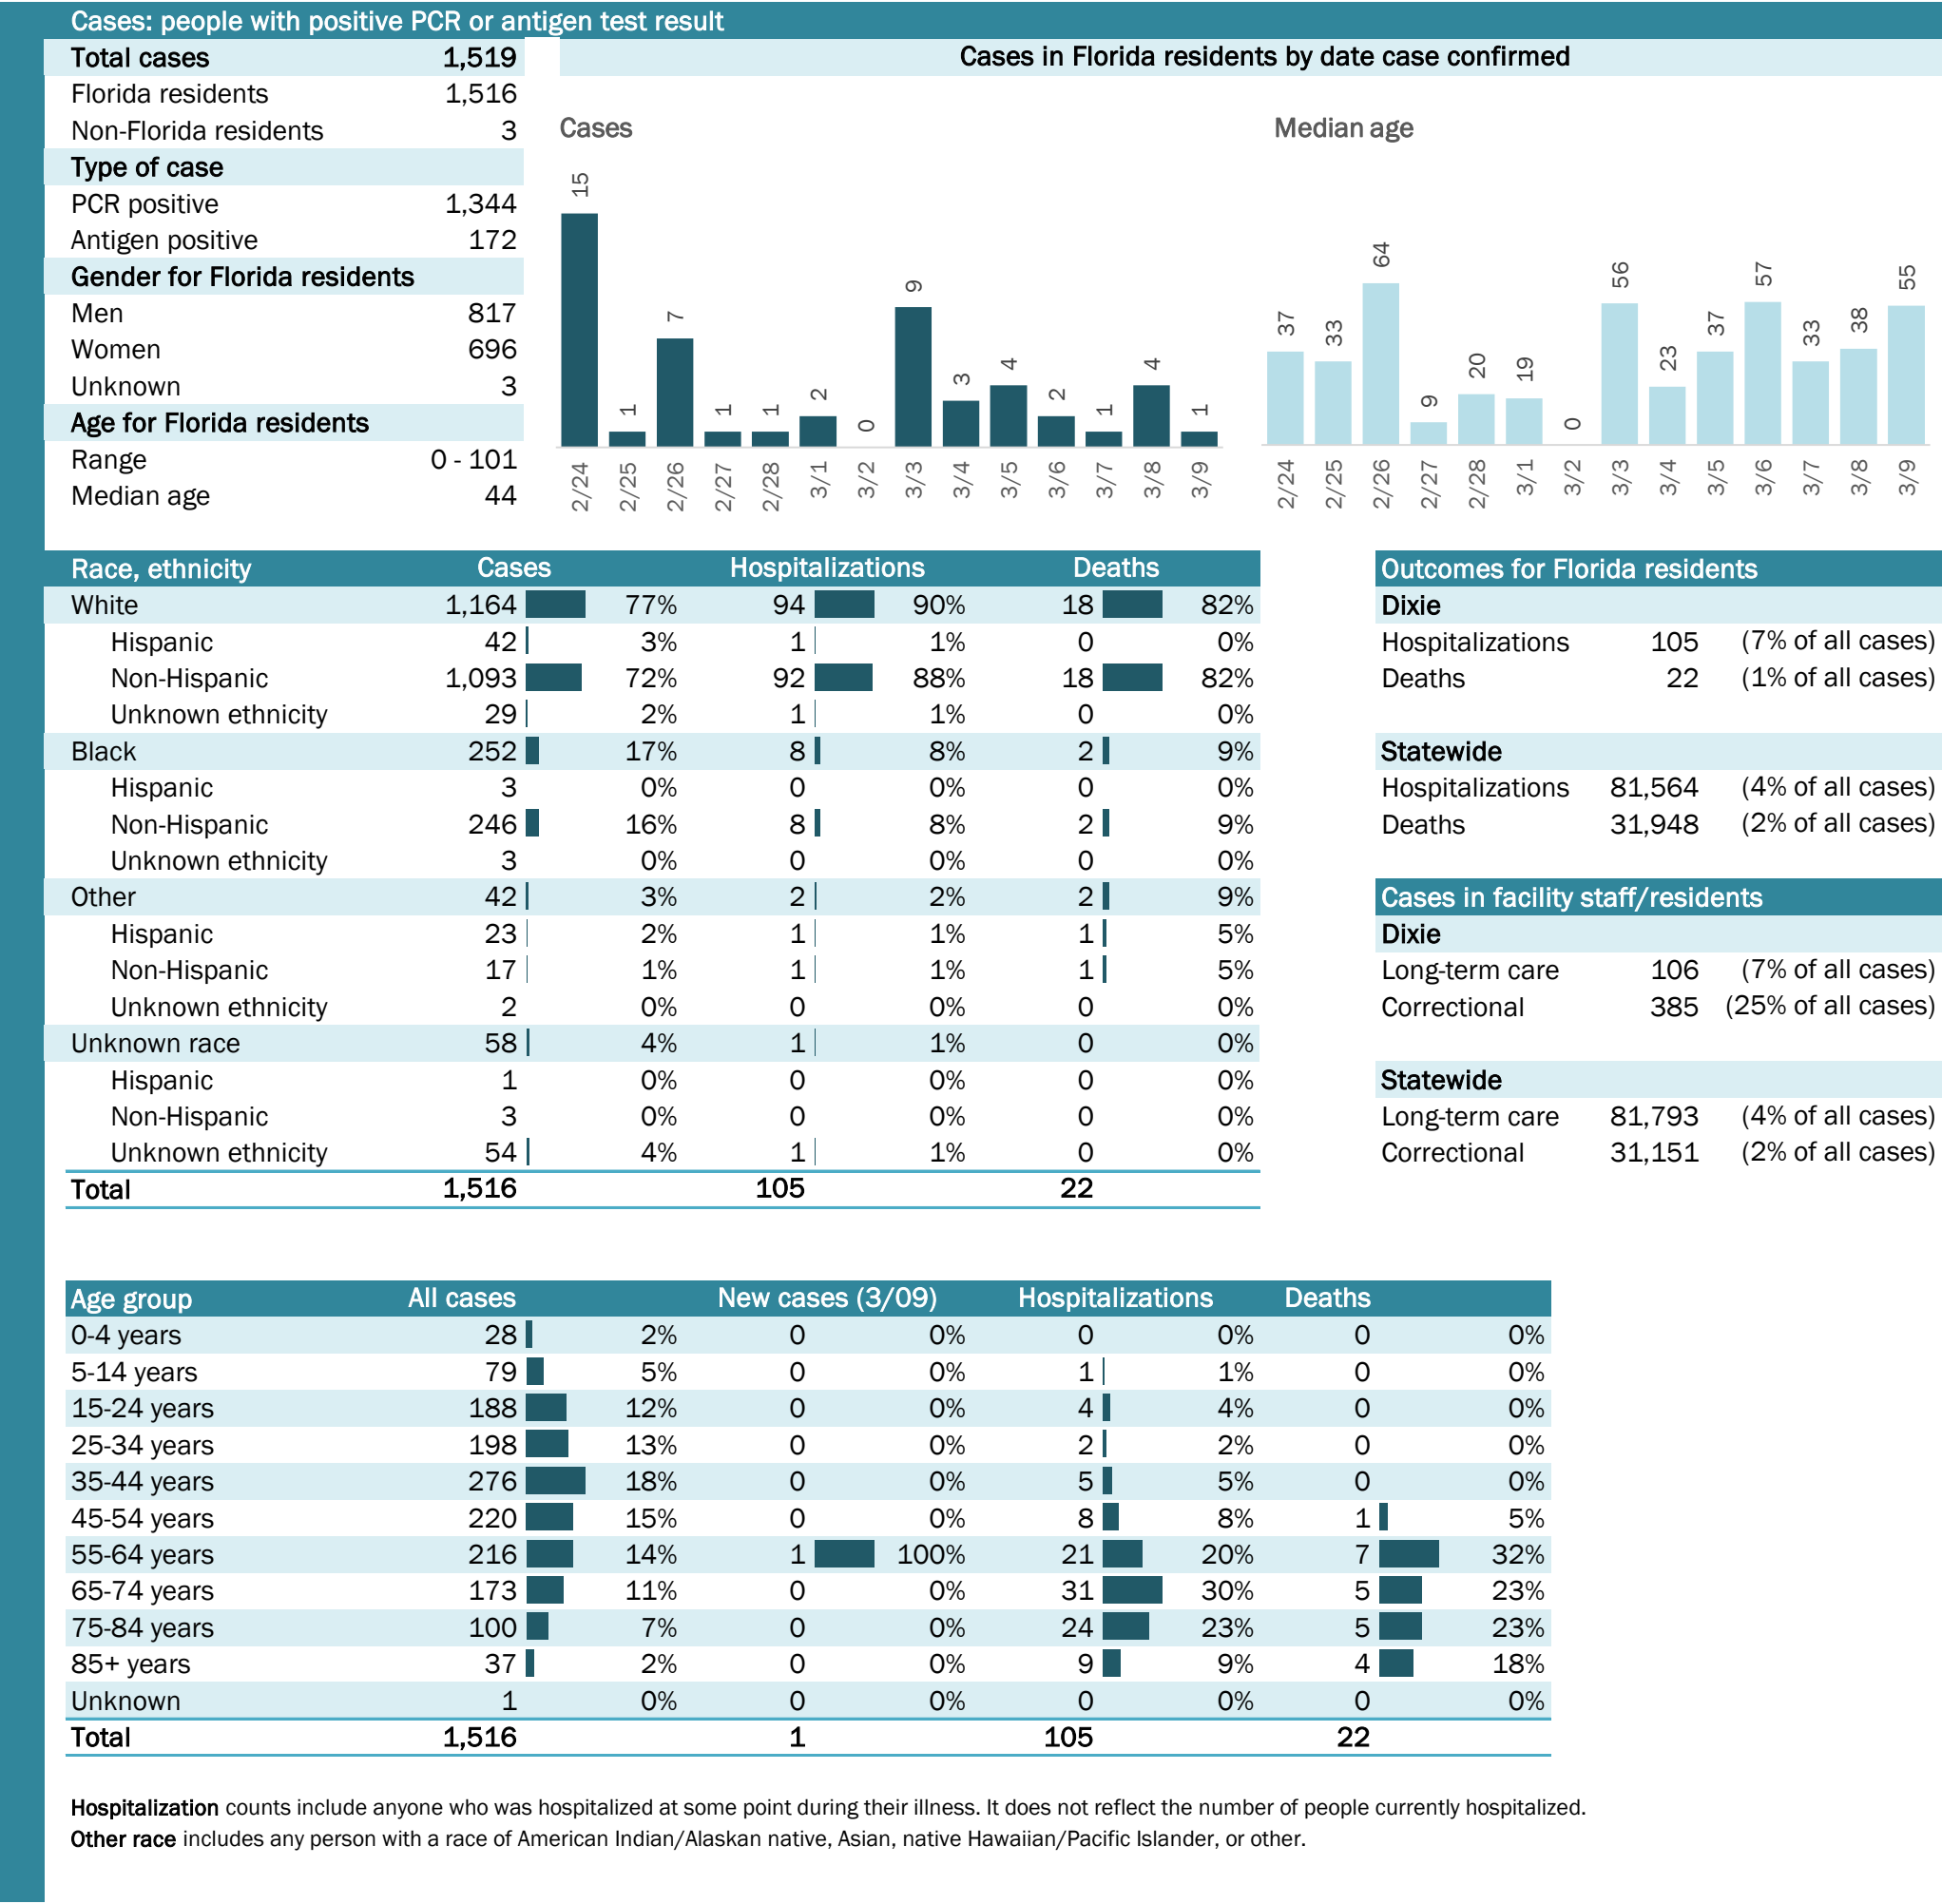 Cases: people with positive PCR or antigen test result
Total cases 1,519
Florida residents 1,516
Non-Florida residents 3
Type of case
PCR positive 1,344
Antigen positive 172
Gender for Florida residents
Men 817
Women 696
Unknown 3
Age for Florida residents
Range 0 - 101
Median age 44
Cases in Florida residents by date case confirmed
Cases
15 1 7 1 1 2 0 9 3 4 2 1 4 1
2/24 2/25 2/26 2/27 2/28 3/1 3/2 3/3 3/4 3/5 3/6 3/7 3/8 3/9
Median age
37 33 64 9 20 19 0 56 23 37 57 33 38 55
2/24 2/25 2/26 2/27 2/28 3/1 3/2 3/3 3/4 3/5 3/6 3/7 3/8 3/9
Race, ethnicity Cases Hospitalizations Deaths
White 1,164 77% 94 90% 18 82%
Hispanic 42 3% 1 1% 0 0%
Non-Hispanic 1,093 72% 92 88% 18 82%
Unknown ethnicity 29 2% 1 1% 0 0%
Black 252 17% 8 8% 2 9%
Hispanic 3 0% 0 0% 0 0%
Non-Hispanic 246 16% 8 8% 2 9%
Unknown ethnicity 3 0% 0 0% 0 0%
Other 42 3% 2 2% 2 9%
Hispanic 23 2% 1 1% 1 5%
Non-Hispanic 17 1% 1 1% 1 5%
Unknown ethnicity 2 0% 0 0% 0 0%
Unknown race 58 4% 1 1% 0 0%
Hispanic 1 0% 0 0% 0 0%
Non-Hispanic 3 0% 0 0% 0 0%
Unknown ethnicity 54 4% 1 1% 0 0%
Total 1,516 105 22
Outcomes for Florida residents
Dixie
Hospitalizations 105 (7% of all cases)
Deaths 22 (1% of all cases)
Statewide
Hospitalizations 81,564 (4% of all cases)
Deaths 31,948 (2% of all cases)
Cases in facility staff/residents
Dixie
Long-term care 106 (7% of all cases)
Correctional 385 (25% of all cases)
Statewide
Long-term care 81,793 (4% of all cases)
Correctional 31,151 (2% of all cases)
Age group All cases New cases (3/09) Hospitalizations Deaths
0-4 years 28 2% 0 0% 0 0% 0 0%
5-14 years 79 5% 0 0% 1 1% 0 0%
15-24 years 188 12% 0 0% 4 4% 0 0%
25-34 years 198 13% 0 0% 2 2% 0 0%
35-44 years 276 18% 0 0% 5 5% 0 0%
45-54 years 220 15% 0 0% 8 8% 1 5%
55-64 years 216 14% 1 100% 21 20% 7 32%
65-74 years 173 11% 0 0% 31 30% 5 23%
75-84 years 100 7% 0 0% 24 23% 5 23%
85+ years 37 2% 0 0% 9 9% 4 18%
Unknown 1 0% 0 0% 0 0% 0 0%
Total 1,516 1 105 22
Hospitalization counts include anyone who was hospitalized at some point during their illness. It does not reflect the number of people currently hospitalized.
Other race includes any person with a race of American Indian/Alaskan native, Asian, native Hawaiian/Pacific Islander, or other.